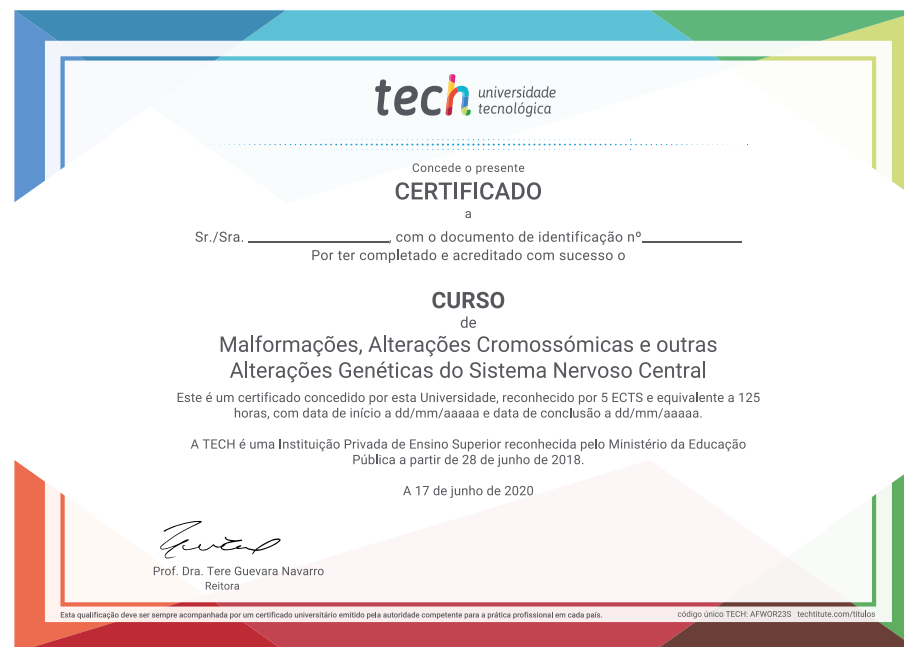 tech universidade
tecnológica
Concede o presente
CERTIFICADO
a
Sr./Sra. ____________________, com o documento de identificação nº______________
Por ter completado e acreditado com sucesso o
CURSO
de
Malformações, Alterações Cromossómicas e outras
Alterações Genéticas do Sistema Nervoso Central
Este é um certificado concedido por esta Universidade, reconhecido por 5 ECTS e equivalente a 125
horas, com data de início a dd/mm/aaaaa e data de conclusão a dd/mm/aaaaa.
A TECH é uma Instituição Privada de Ensino Superior reconhecida pelo Ministério da Educação
Pública a partir de 28 de junho de 2018.
A 17 de junho de 2020
Prof. Dra. Tere Guevara Navarro
Reitora
Esta qualificação deve ser sempre acompanhada por um certificado universitário emitido pela autoridade competente para a prática profissional em cada país.
código único TECH: AFWOR23S techtitute.com/titulos